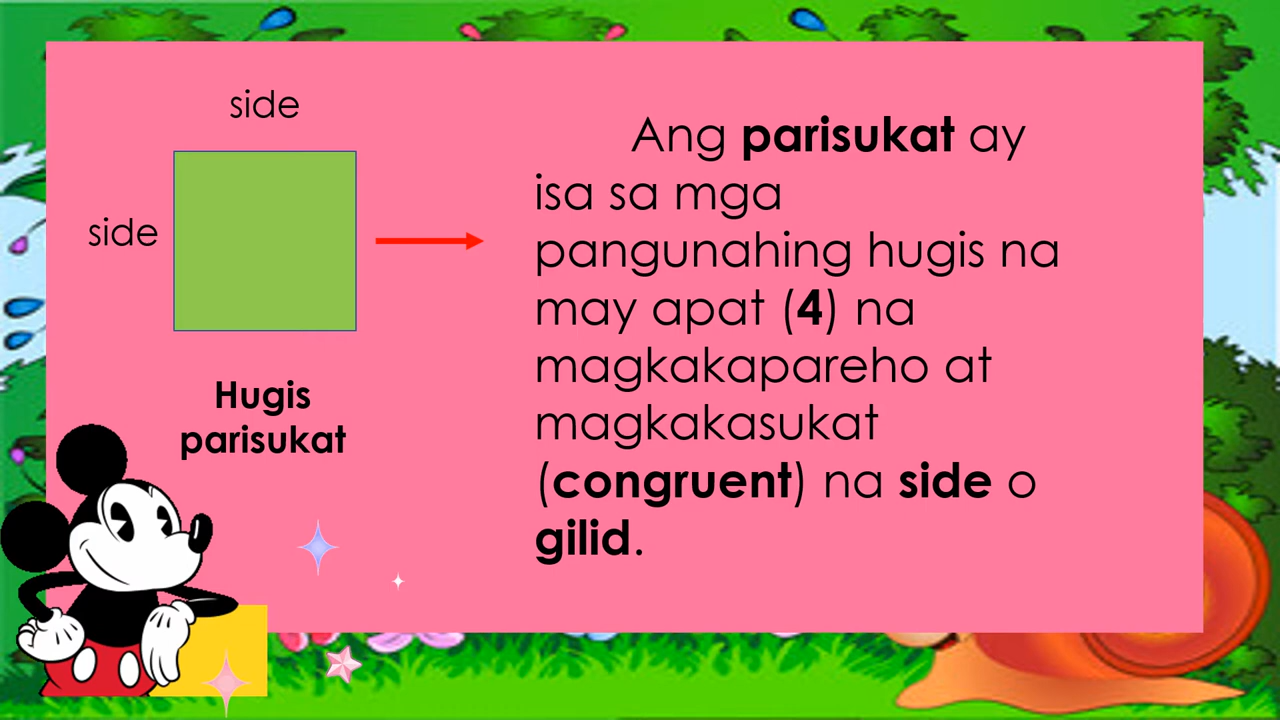 side
side
Hugis
parisukat
Ang parisukat ay
isa sa mga
pangunahing hugis na
may apat (4) na
magkakapareho at
magkakasukat
(congruent) na side o
gilid.